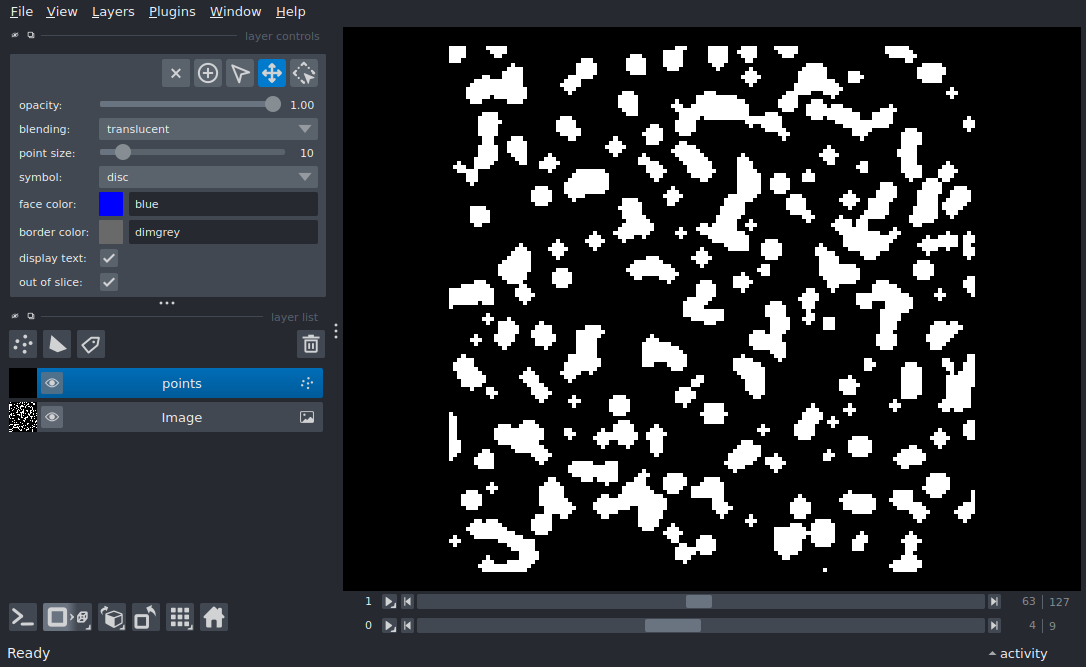 File View Layers Plugins Window Help
layer controls
opacity: 1.00
blending: translucent
point size: 10
symbol: disc
face color: blue
border color: dimgrey
display text:
out of slice:
layer list
points
Image
1 63 127
0 4 9
Ready activity